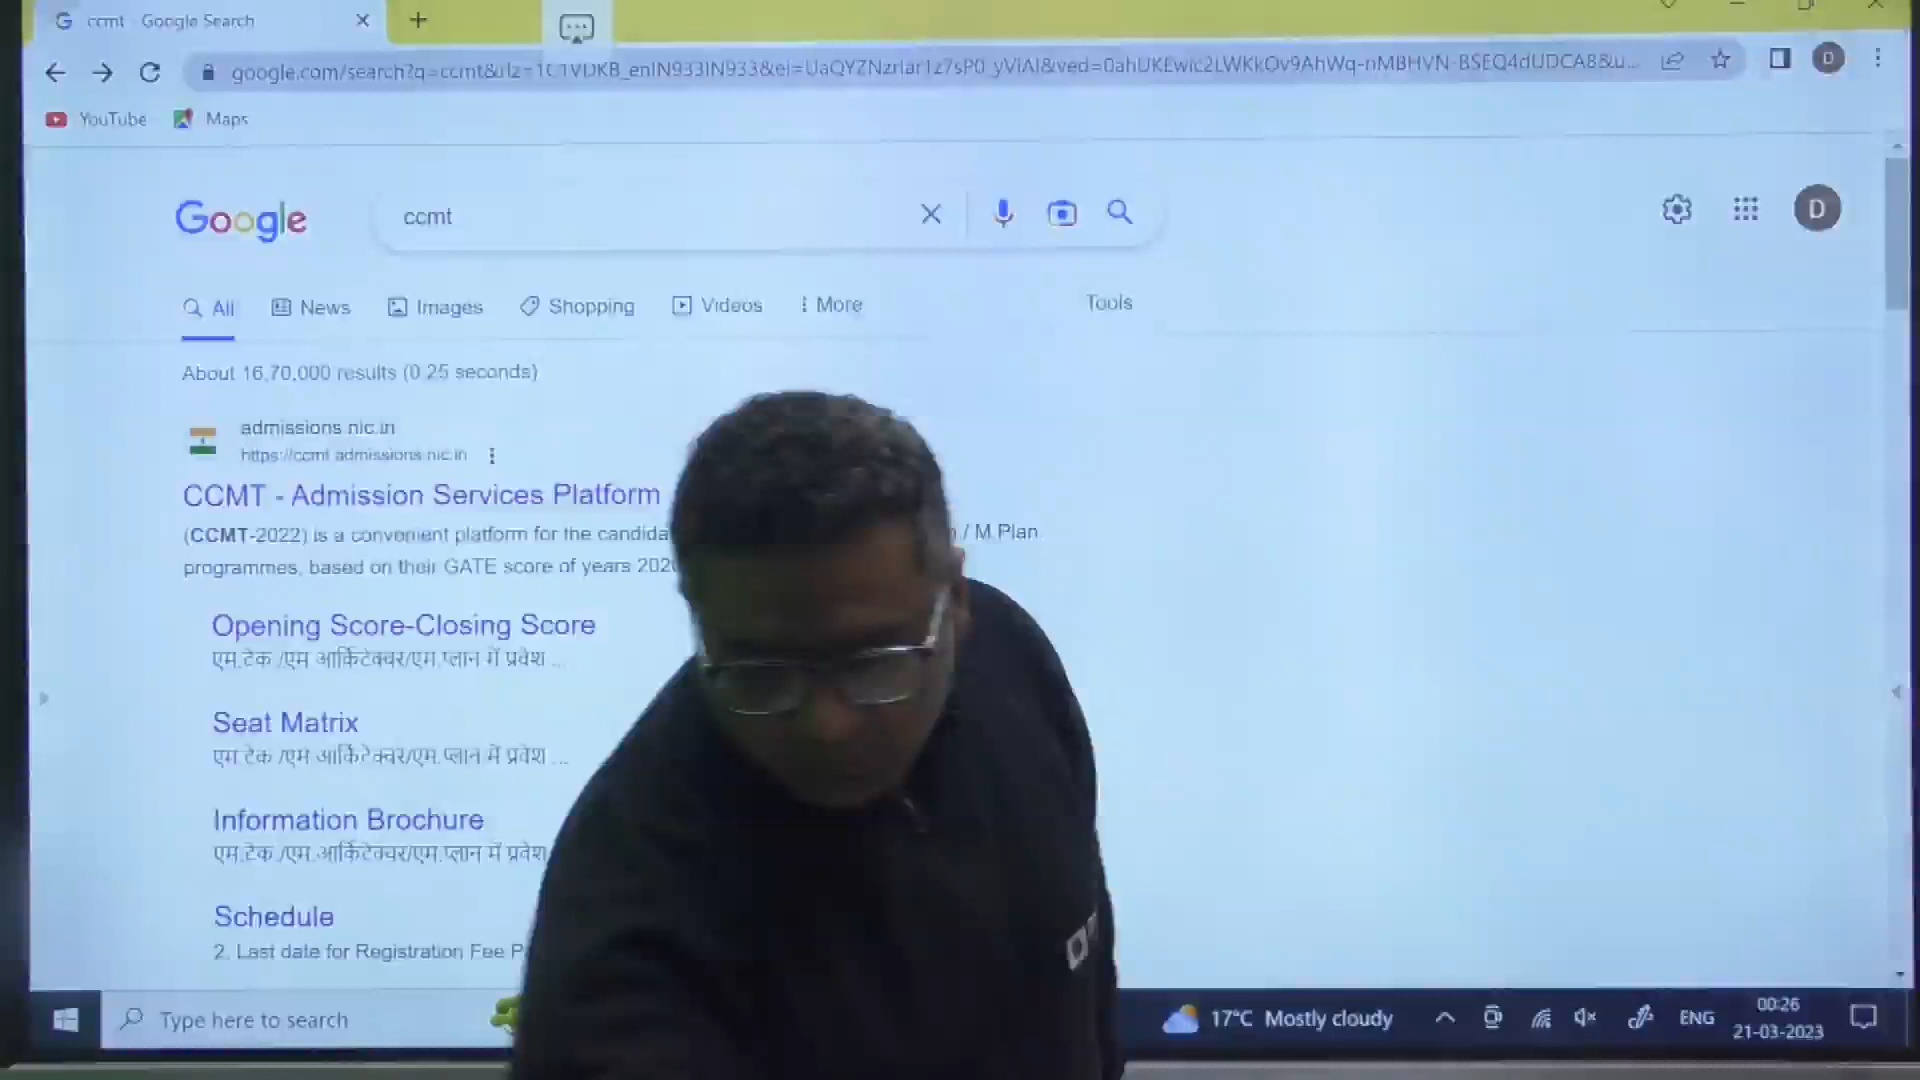 ccmt - Google Search
google.com/search?q=ccmt&rlz=1C1VDKB_enIN933IN933&ei=
YouTube Maps
Google ccmt D
All News Images Shopping Videos More Tools
About 16,70,000 results (0.25 seconds)
admissions.nic.in
https://ccmt.admissions.nic.in
CCMT - Admission Services Platform
(CCMT-2022) is a convenient platform for the candida / M.Plan
programmes, based on their GATE score of years 202
Opening Score-Closing Score
एम.टेक./एम.आर्किटेक्चर/एम.प्लान में प्रवेश ...
Seat Matrix
एम.टेक./एम.आर्किटेक्चर/एम.प्लान में प्रवेश ...
Information Brochure
एम.टेक./एम.आर्किटेक्चर/एम.प्लान में प्रवेश
Schedule
2. Last date for Registration Fee P
Type here to search 17°C Mostly cloudy ENG 00:26
21-03-2023